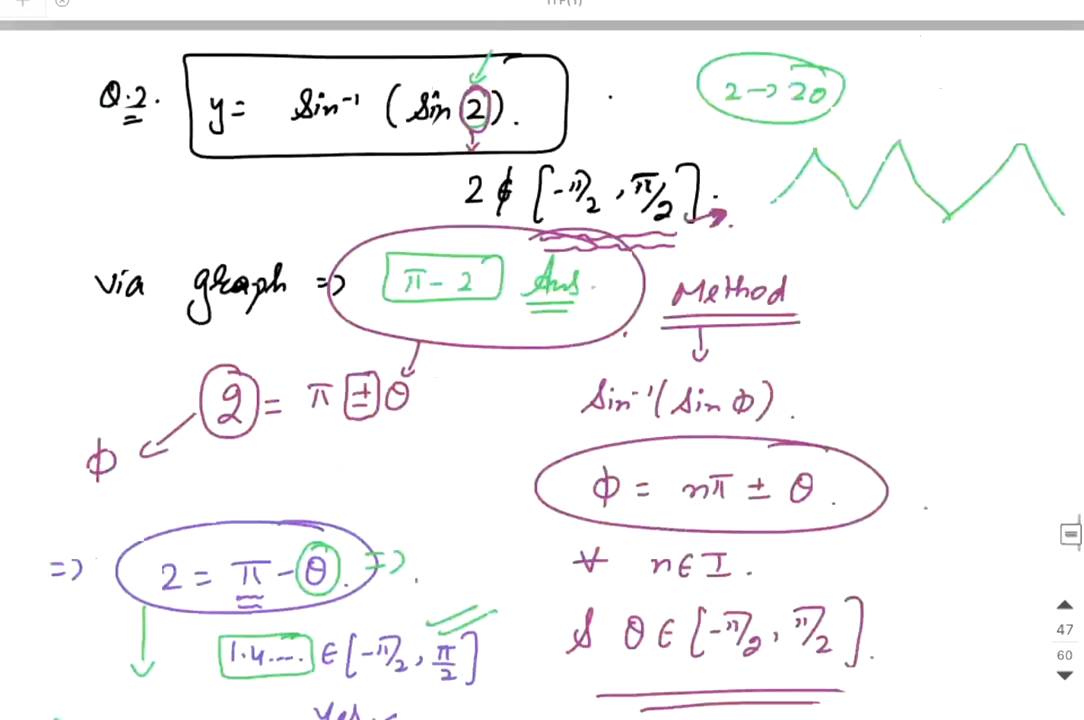 Q.2. y = Sin⁻¹ (Sin 2).
2 → 20
2 ∉ [-π/2, π/2].
via graph => π - 2 Ans.
Method
2 = π ± θ
Sin⁻¹(Sin ϕ).
ϕ
ϕ = nπ ± θ.
=> 2 = π - θ. =>.
∀ n ∈ I.
1.4.... ∈ [-π/2, π/2]
& θ ∈ [-π/2, π/2].
Yes
47
60